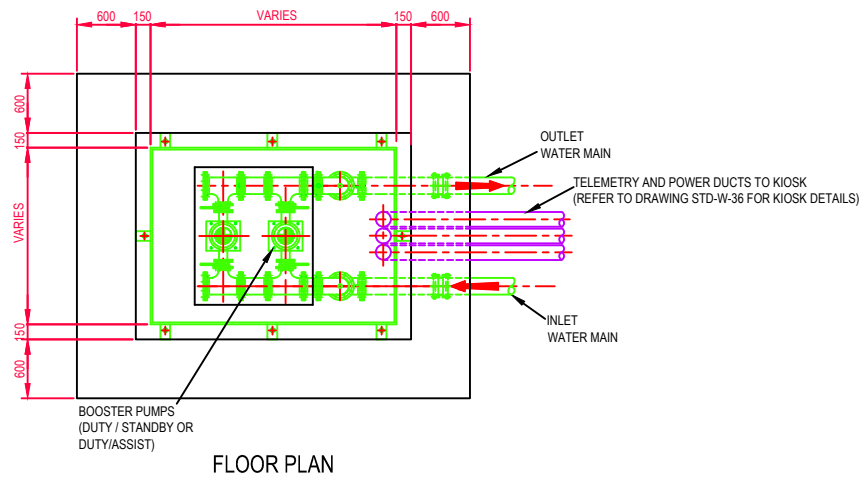 600
150
VARIES
150
600
600
150
VARIES
150
600
OUTLET
WATER MAIN
TELEMETRY AND POWER DUCTS TO KIOSK
(REFER TO DRAWING STD-W-36 FOR KIOSK DETAILS)
INLET
WATER MAIN
BOOSTER PUMPS
(DUTY / STANDBY OR
DUTY/ASSIST)
FLOOR PLAN